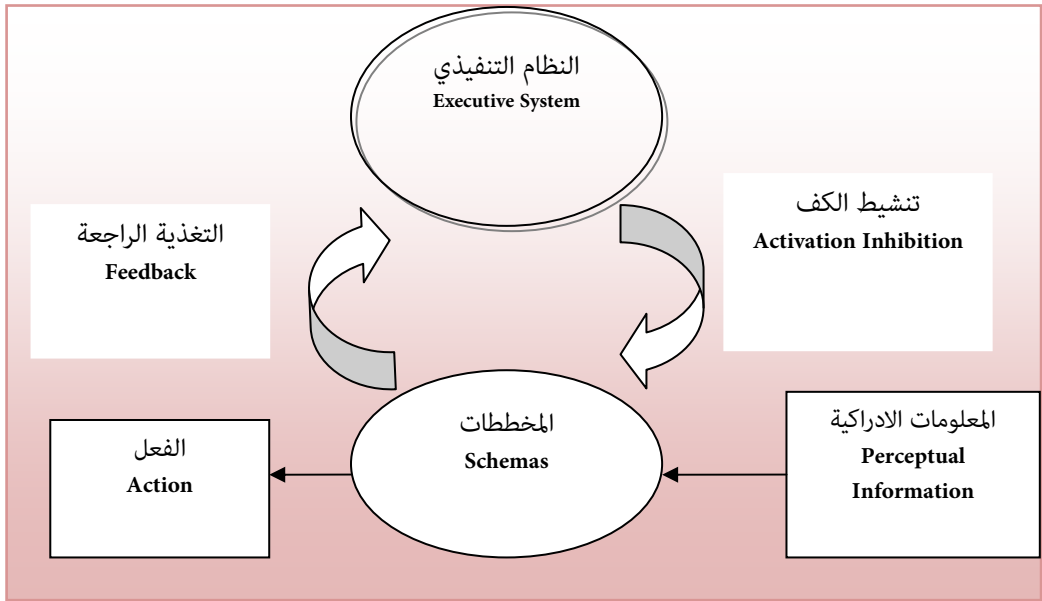 النظام التنفيذي
Executive System
تنشيط الكف
Activation Inhibition
التغذية الراجعة
Feedback
المعلومات الادراكية
Perceptual
Information
المخططات
Schemas
الفعل
Action